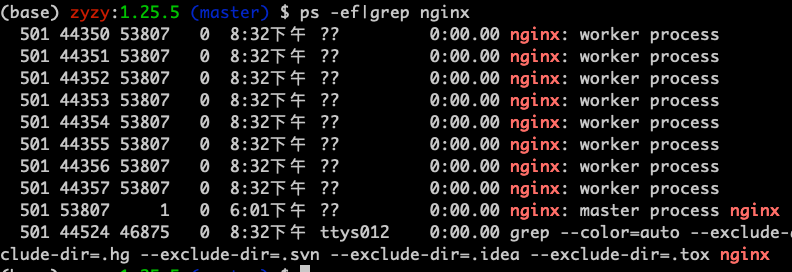 (base) zyzy:1.25.5 (master) $ ps -ef|grep nginx
501 44350 53807 0 8:32下午 ?? 0:00.00 nginx: worker process
501 44351 53807 0 8:32下午 ?? 0:00.00 nginx: worker process
501 44352 53807 0 8:32下午 ?? 0:00.00 nginx: worker process
501 44353 53807 0 8:32下午 ?? 0:00.00 nginx: worker process
501 44354 53807 0 8:32下午 ?? 0:00.00 nginx: worker process
501 44355 53807 0 8:32下午 ?? 0:00.00 nginx: worker process
501 44356 53807 0 8:32下午 ?? 0:00.00 nginx: worker process
501 44357 53807 0 8:32下午 ?? 0:00.00 nginx: worker process
501 53807 1 0 6:01下午 ?? 0:00.00 nginx: master process nginx
501 44524 46875 0 8:32下午 ttys012 0:00.00 grep --color=auto --exclude-
clude-dir=.hg --exclude-dir=.svn --exclude-dir=.idea --exclude-dir=.tox nginx
(base) zyzy:1.25.5 (master) $